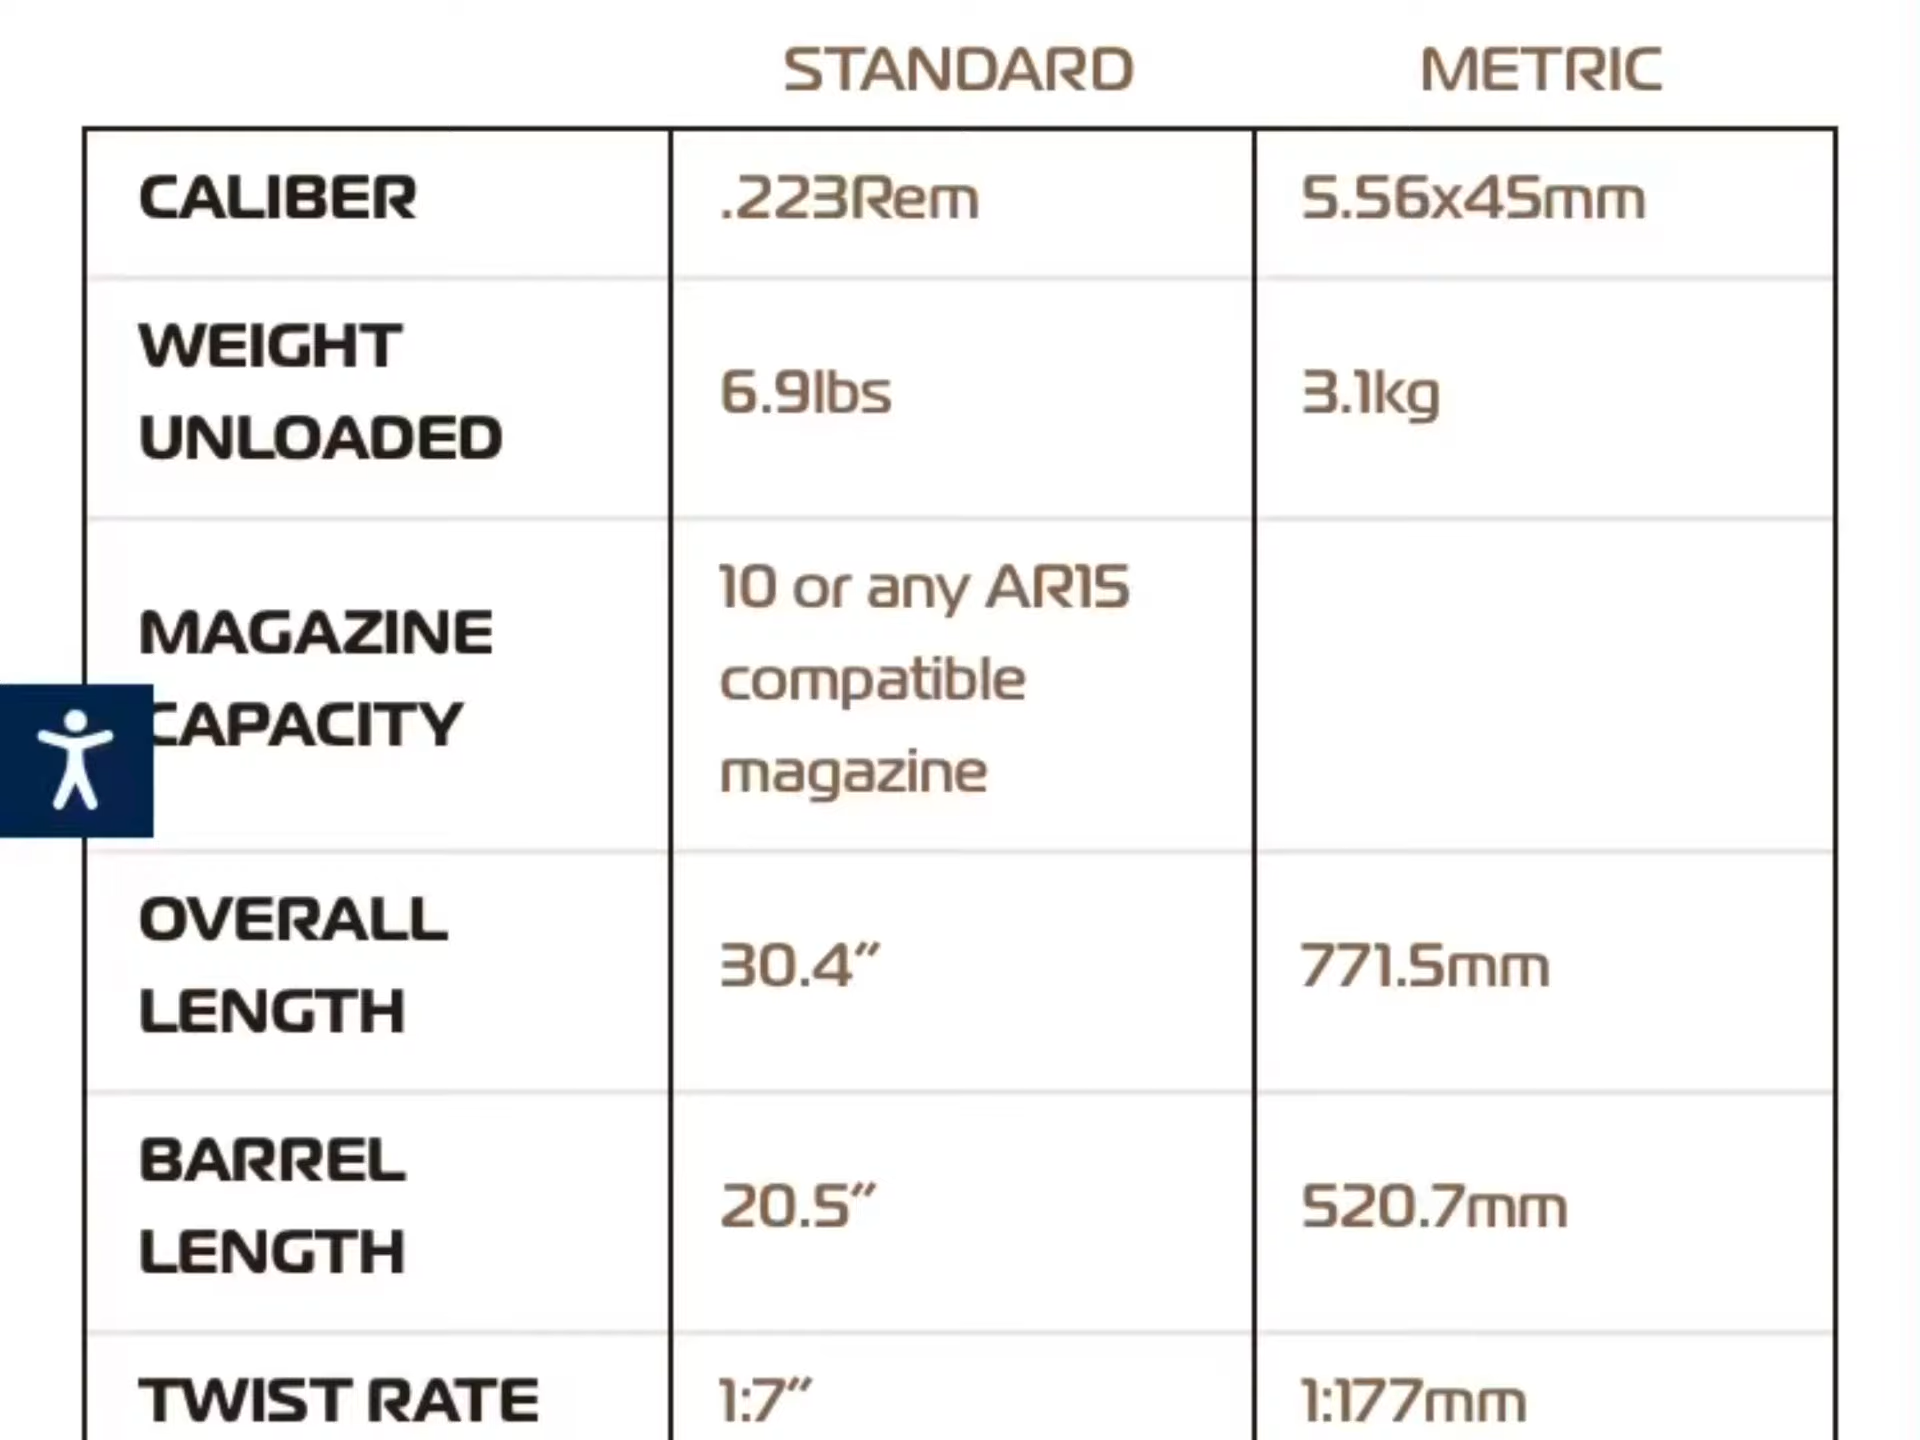 STANDARD METRIC
CALIBER .223Rem 5.56x45mm
WEIGHT
UNLOADED
6.9lbs 3.1kg
MAGAZINE
CAPACITY
10 or any AR15
compatible
magazine
OVERALL
LENGTH
30.4″ 771.5mm
BARREL
LENGTH
20.5″ 520.7mm
TWIST RATE 1:7″ 1:177mm